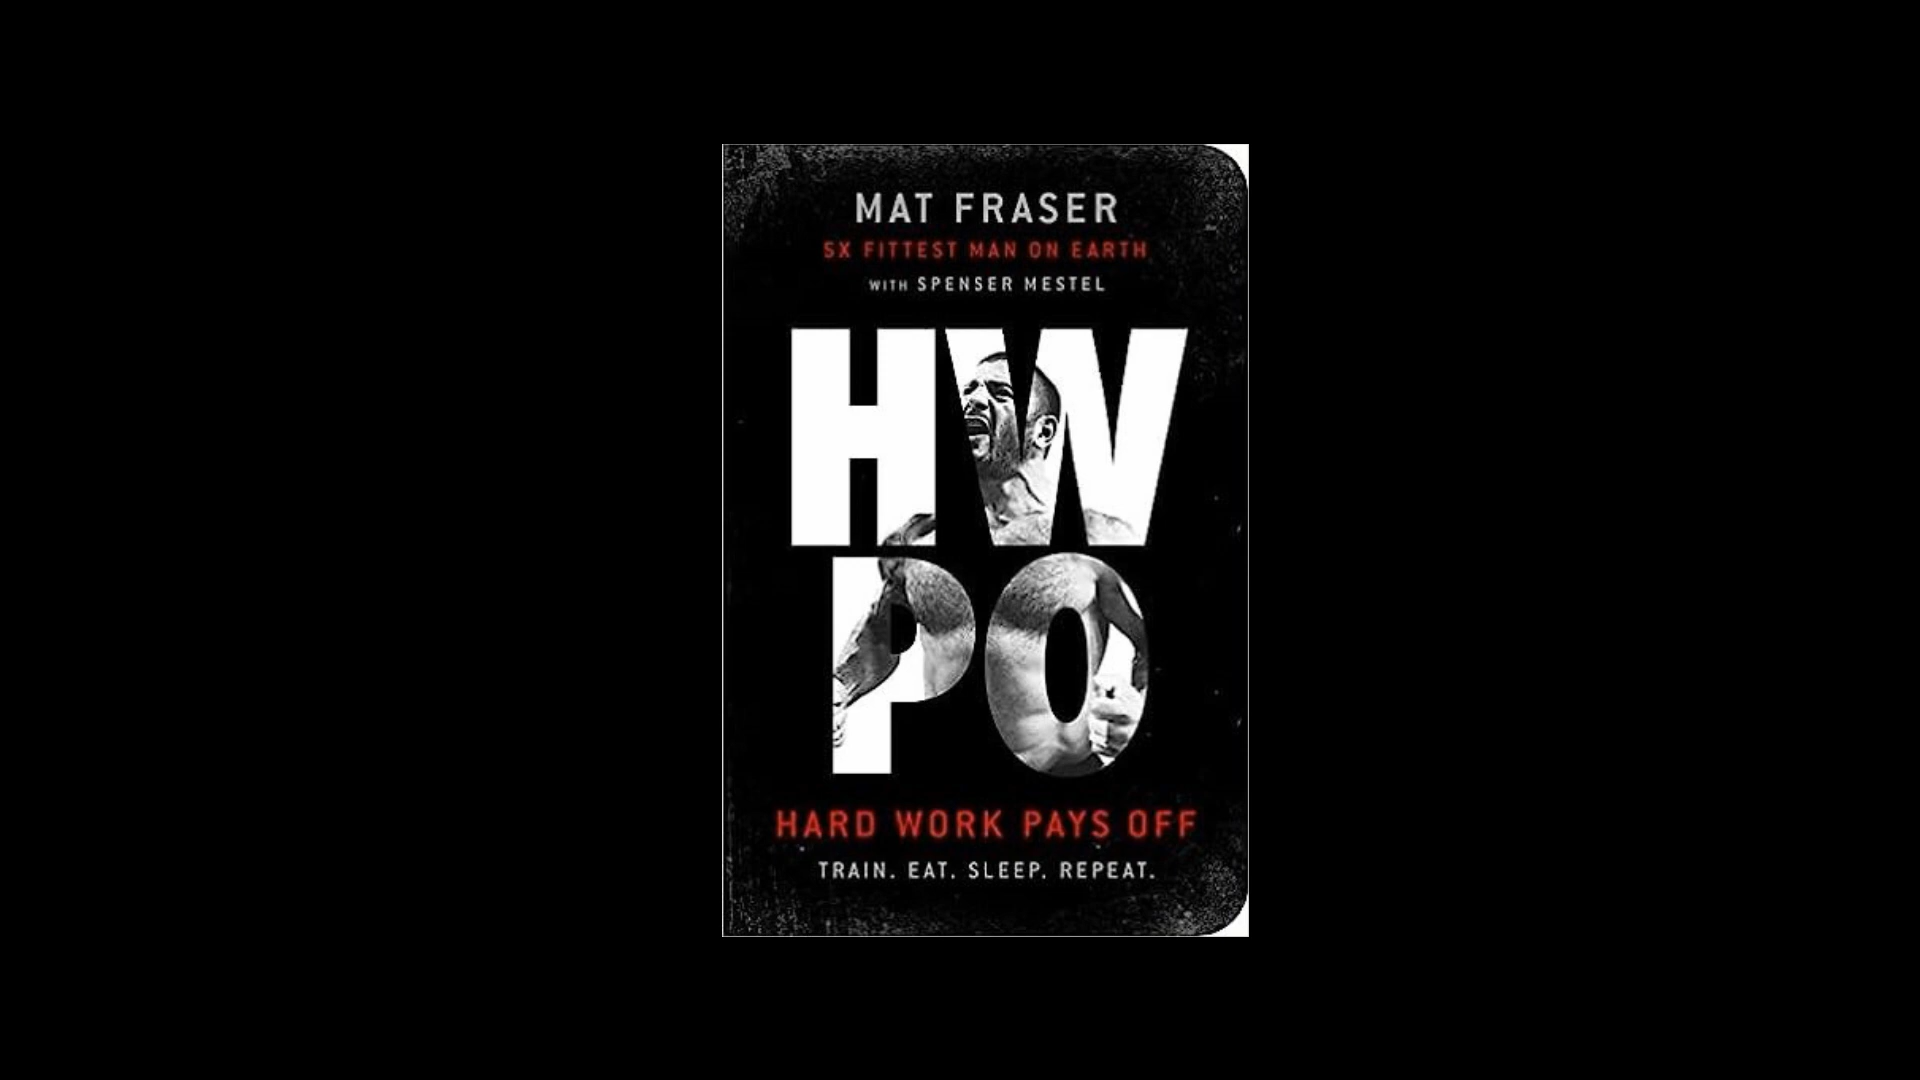 MAT FRASER
5X FITTEST MAN ON EARTH
WITH SPENSER MESTEL
HW
PO
HARD WORK PAYS OFF
TRAIN. EAT. SLEEP. REPEAT.